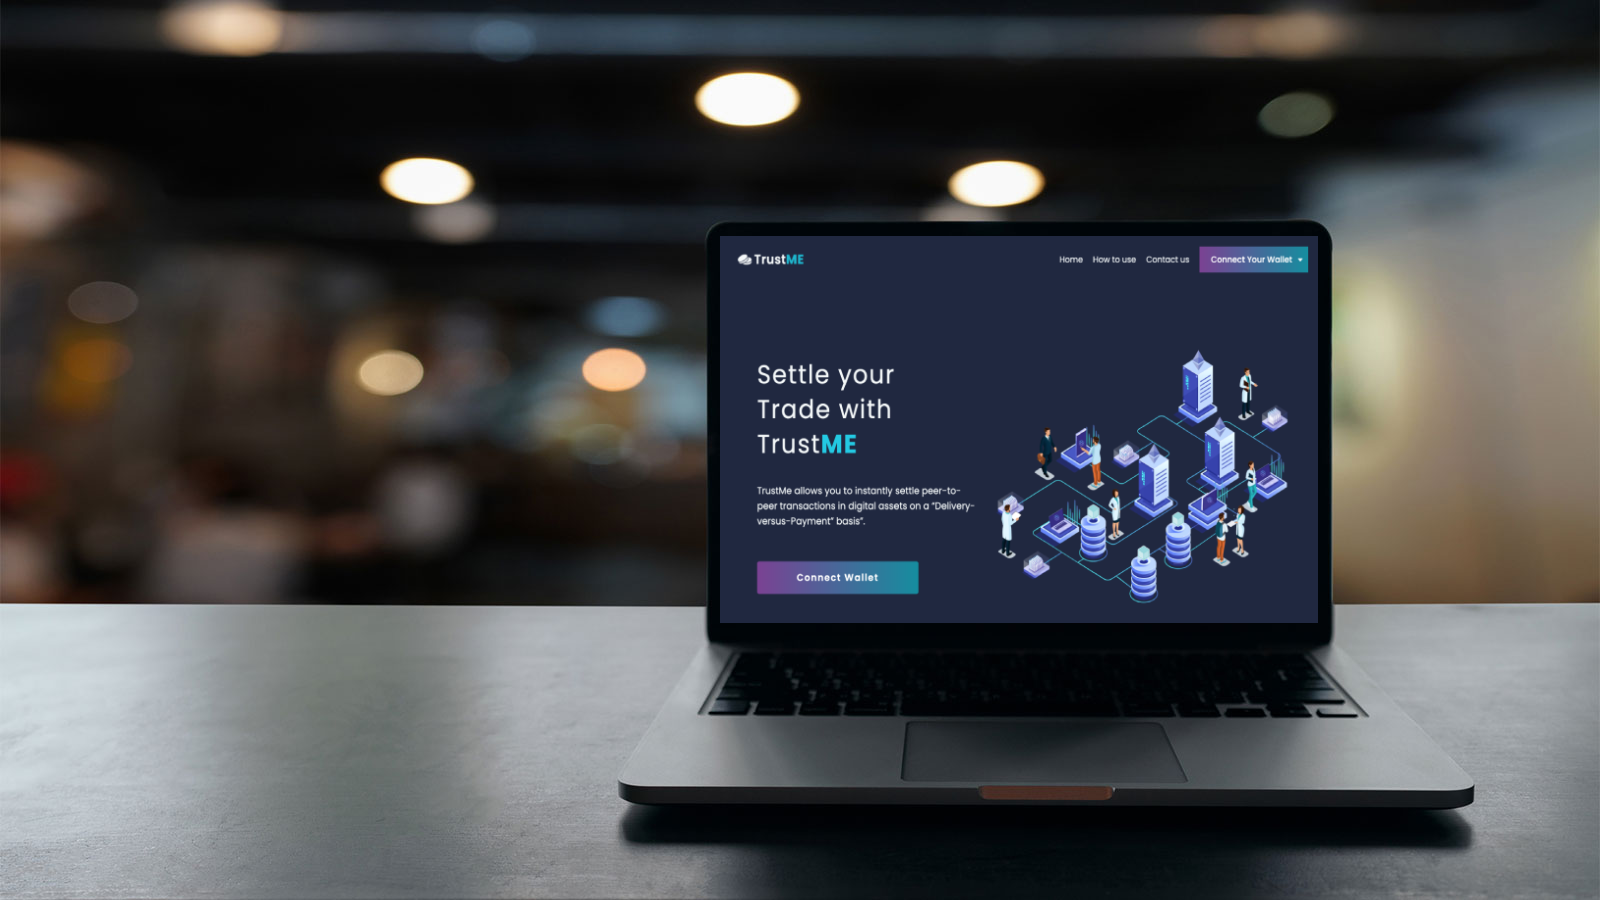 TrustME
Home How to use Contact us Connect Your Wallet
Settle your
Trade with
TrustME
TrustMe allows you to instantly settle peer-to-
peer transactions in digital assets on a “Delivery-
versus-Payment” basis”.
Connect Wallet